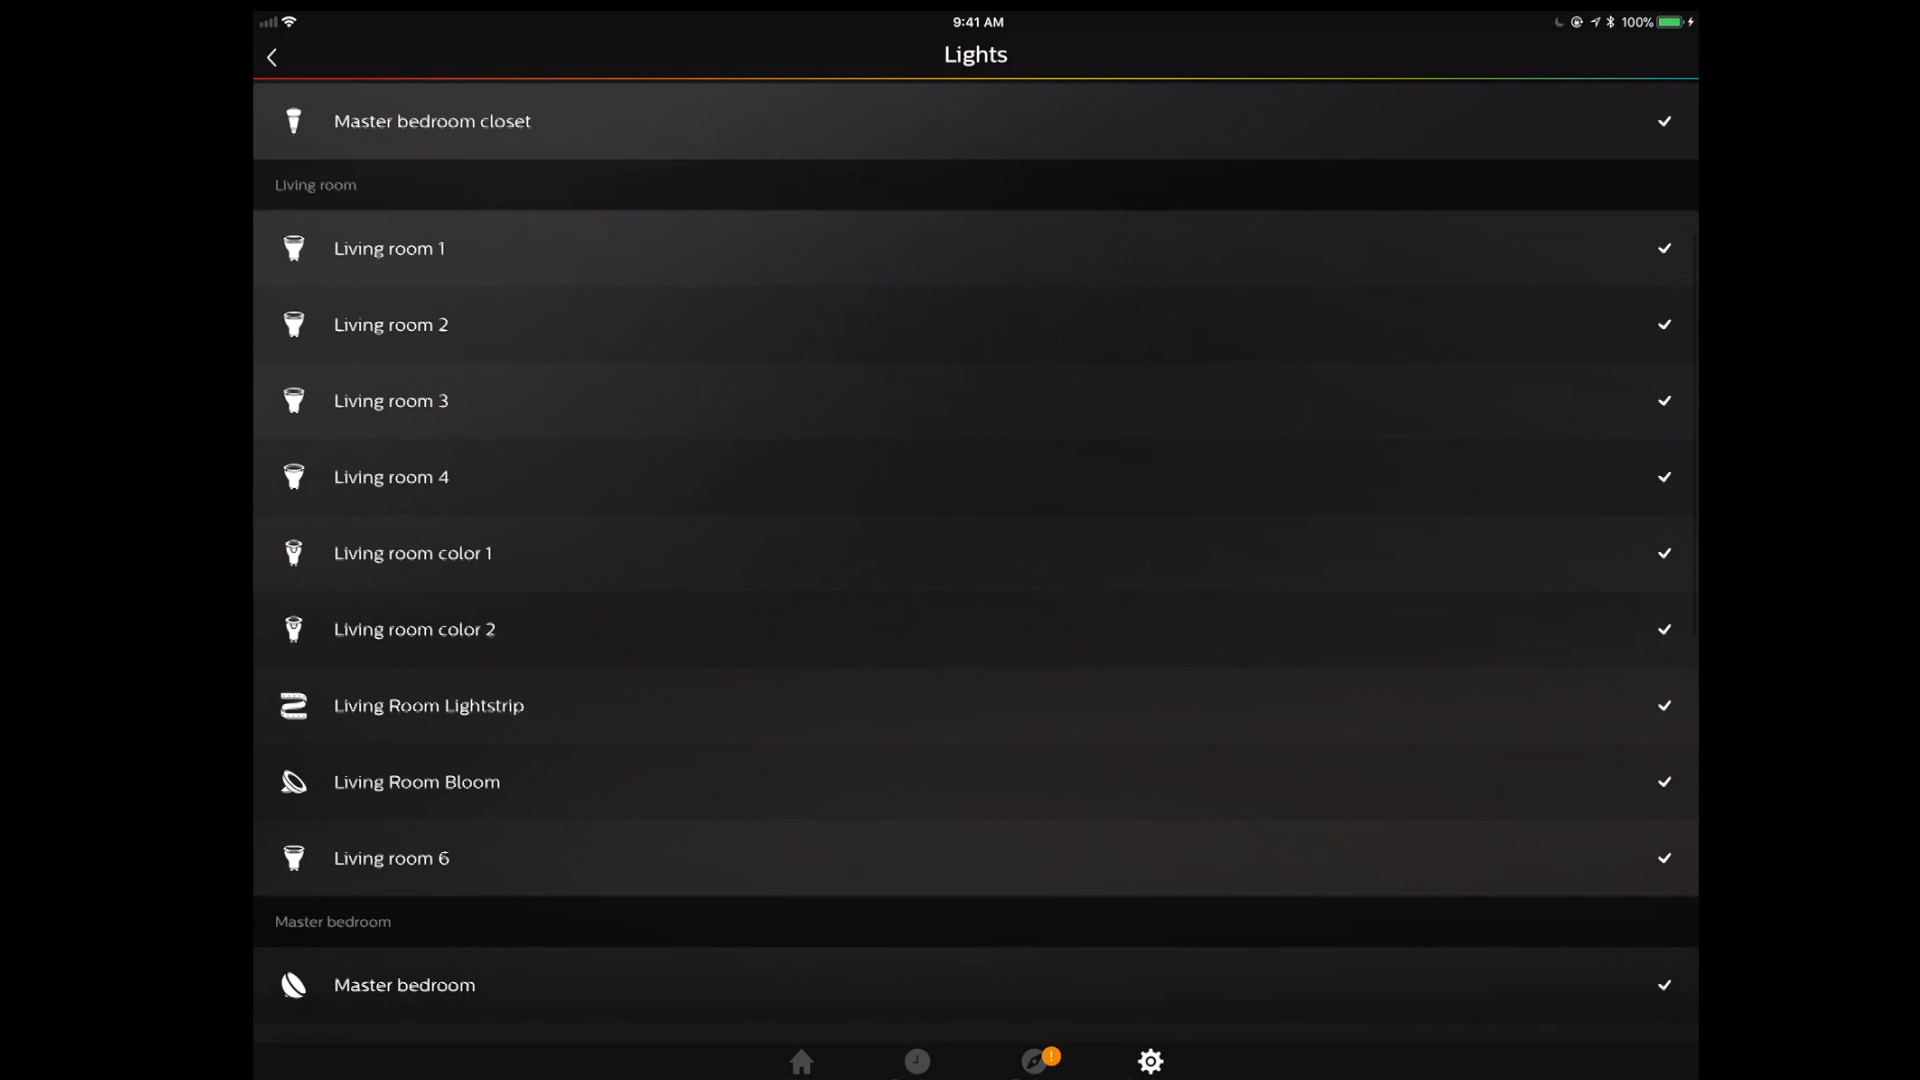 9:41 AM
100%
Lights
Master bedroom closet
Living room
Living room 1
Living room 2
Living room 3
Living room 4
Living room color 1
Living room color 2
Living Room Lightstrip
Living Room Bloom
Living room 6
Master bedroom
Master bedroom
!